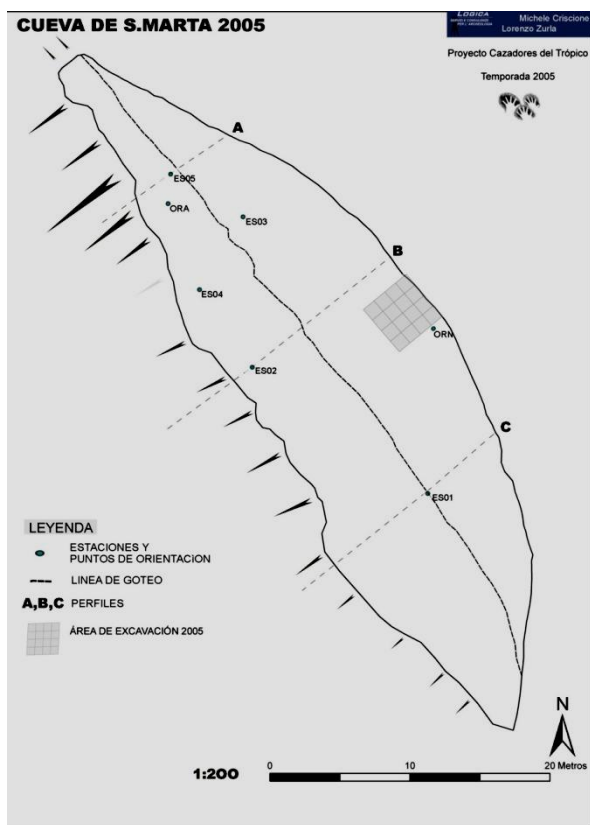 CUEVA DE S.MARTA 2005
LOGICA
Michele Criscione
Lorenzo Zurla
Proyecto Cazadores del Trópico
Temporada 2005
A
ES05
ORA
ES03
B
ES04
ORN
ES02
C
ES01
LEYENDA
ESTACIONES Y
PUNTOS DE ORIENTACION
LINEA DE GOTEO
A,B,C PERFILES
ÁREA DE EXCAVACIÓN 2005
N
1:200
0 10 20 Metros